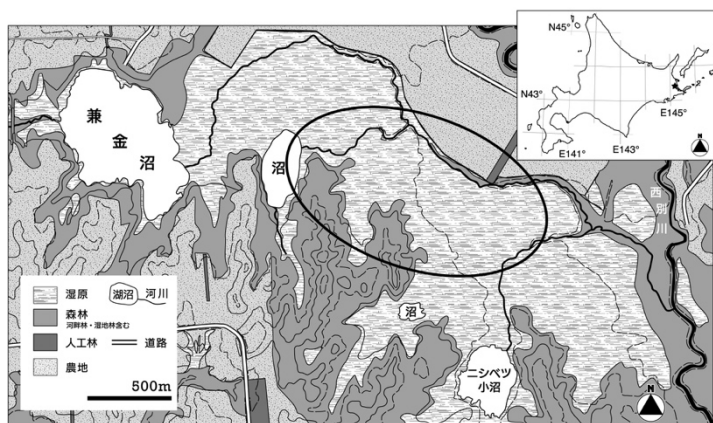 兼金沼
沼
西別川
沼
ニシベツ
小沼
湿原
湖沼
河川
森林
河畔林・湿地林含む
人工林
道路
農地
500m
N
N45°
N43°
E145°
E141°
E143°
N